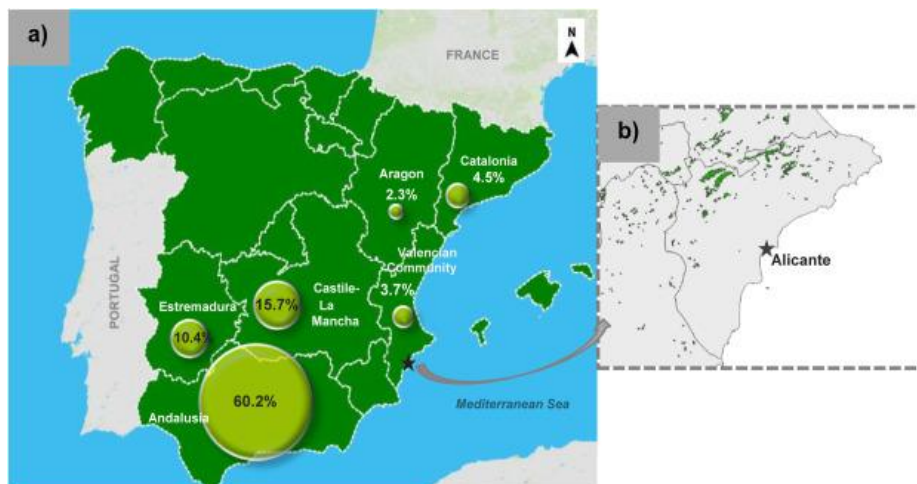 a)
N
FRANCE
b)
Catalonia
4.5%
Aragon
2.3%
Valencian
Community
3.7%
Alicante
Castile-
La
Mancha
15.7%
Estremadura
10.4%
PORTUGAL
60.2%
Andalusia
Mediterranean Sea